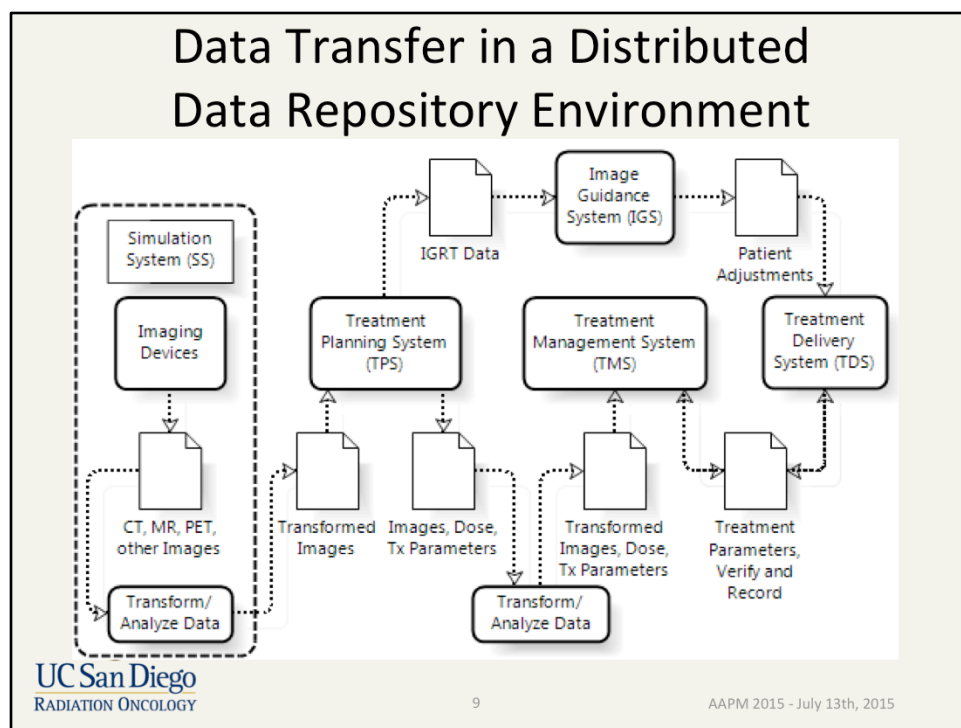 Data Transfer in a Distributed
Data Repository Environment
Simulation
System (SS)
Imaging
Devices
CT, MR, PET,
other Images
Transform/
Analyze Data
Transformed
Images
Treatment
Planning System
(TPS)
IGRT Data
Image
Guidance
System (IGS)
Patient
Adjustments
Images, Dose,
Tx Parameters
Transform/
Analyze Data
Transformed
Images, Dose,
Tx Parameters
Treatment
Management System
(TMS)
Treatment
Parameters,
Verify and
Record
Treatment
Delivery
System (TDS)
UC San Diego
RADIATION ONCOLOGY
9
AAPM 2015 - July 13th, 2015